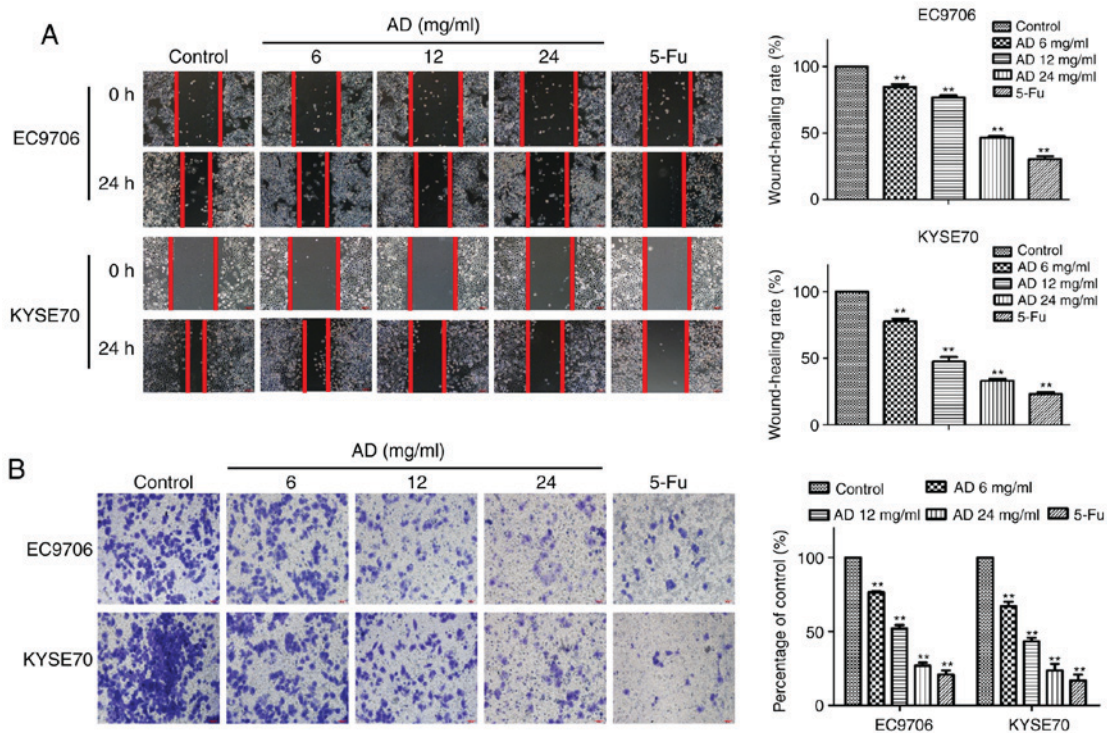 A
AD (mg/ml)
Control 6 12 24 5-Fu
EC9706
0 h
24 h
KYSE70
0 h
24 h
EC9706
Wound-healing rate (%)
100
50
0
Control
AD 6 mg/ml
AD 12 mg/ml
AD 24 mg/ml
5-Fu
** ** ** **
KYSE70
Wound-healing rate (%)
100
50
0
Control
AD 6 mg/ml
AD 12 mg/ml
AD 24 mg/ml
5-Fu
** ** ** **
B
AD (mg/ml)
Control 6 12 24 5-Fu
EC9706
KYSE70
Control AD 6 mg/ml
AD 12 mg/ml AD 24 mg/ml 5-Fu
Percentage of control (%)
100
50
0
** ** ** ** ** ** ** **
EC9706 KYSE70